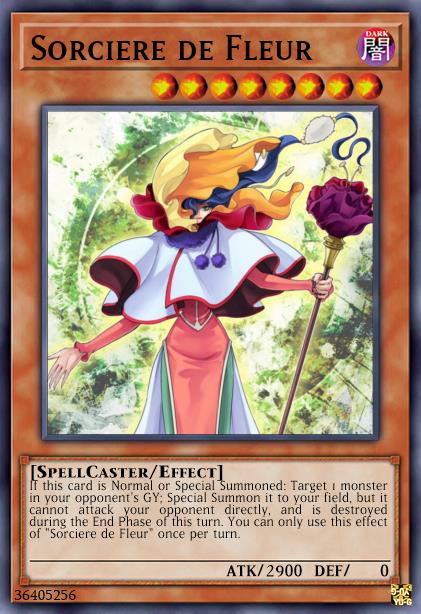 Sorciere de Fleur
DARK
闇
[SpellCaster/Effect]
If this card is Normal or Special Summoned: Target 1 monster
in your opponent's GY; Special Summon it to your field, but it
cannot attack your opponent directly, and is destroyed
during the End Phase of this turn. You can only use this effect
of "Sorciere de Fleur" once per turn.
ATK/2900 DEF/ 0
36405256